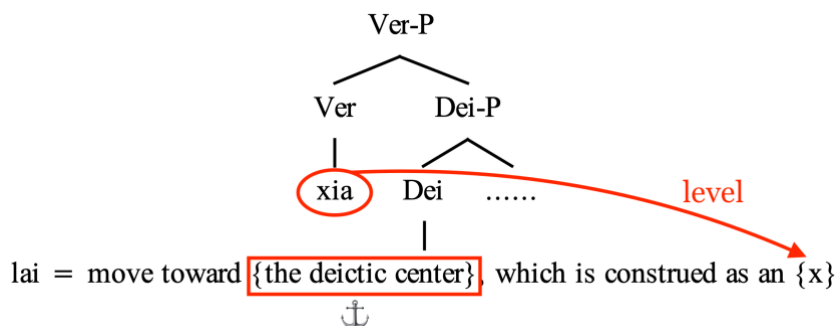 Ver-P
Ver Dei-P
xia Dei ...... level
lai = move toward {the deictic center}, which is construed as an {x}